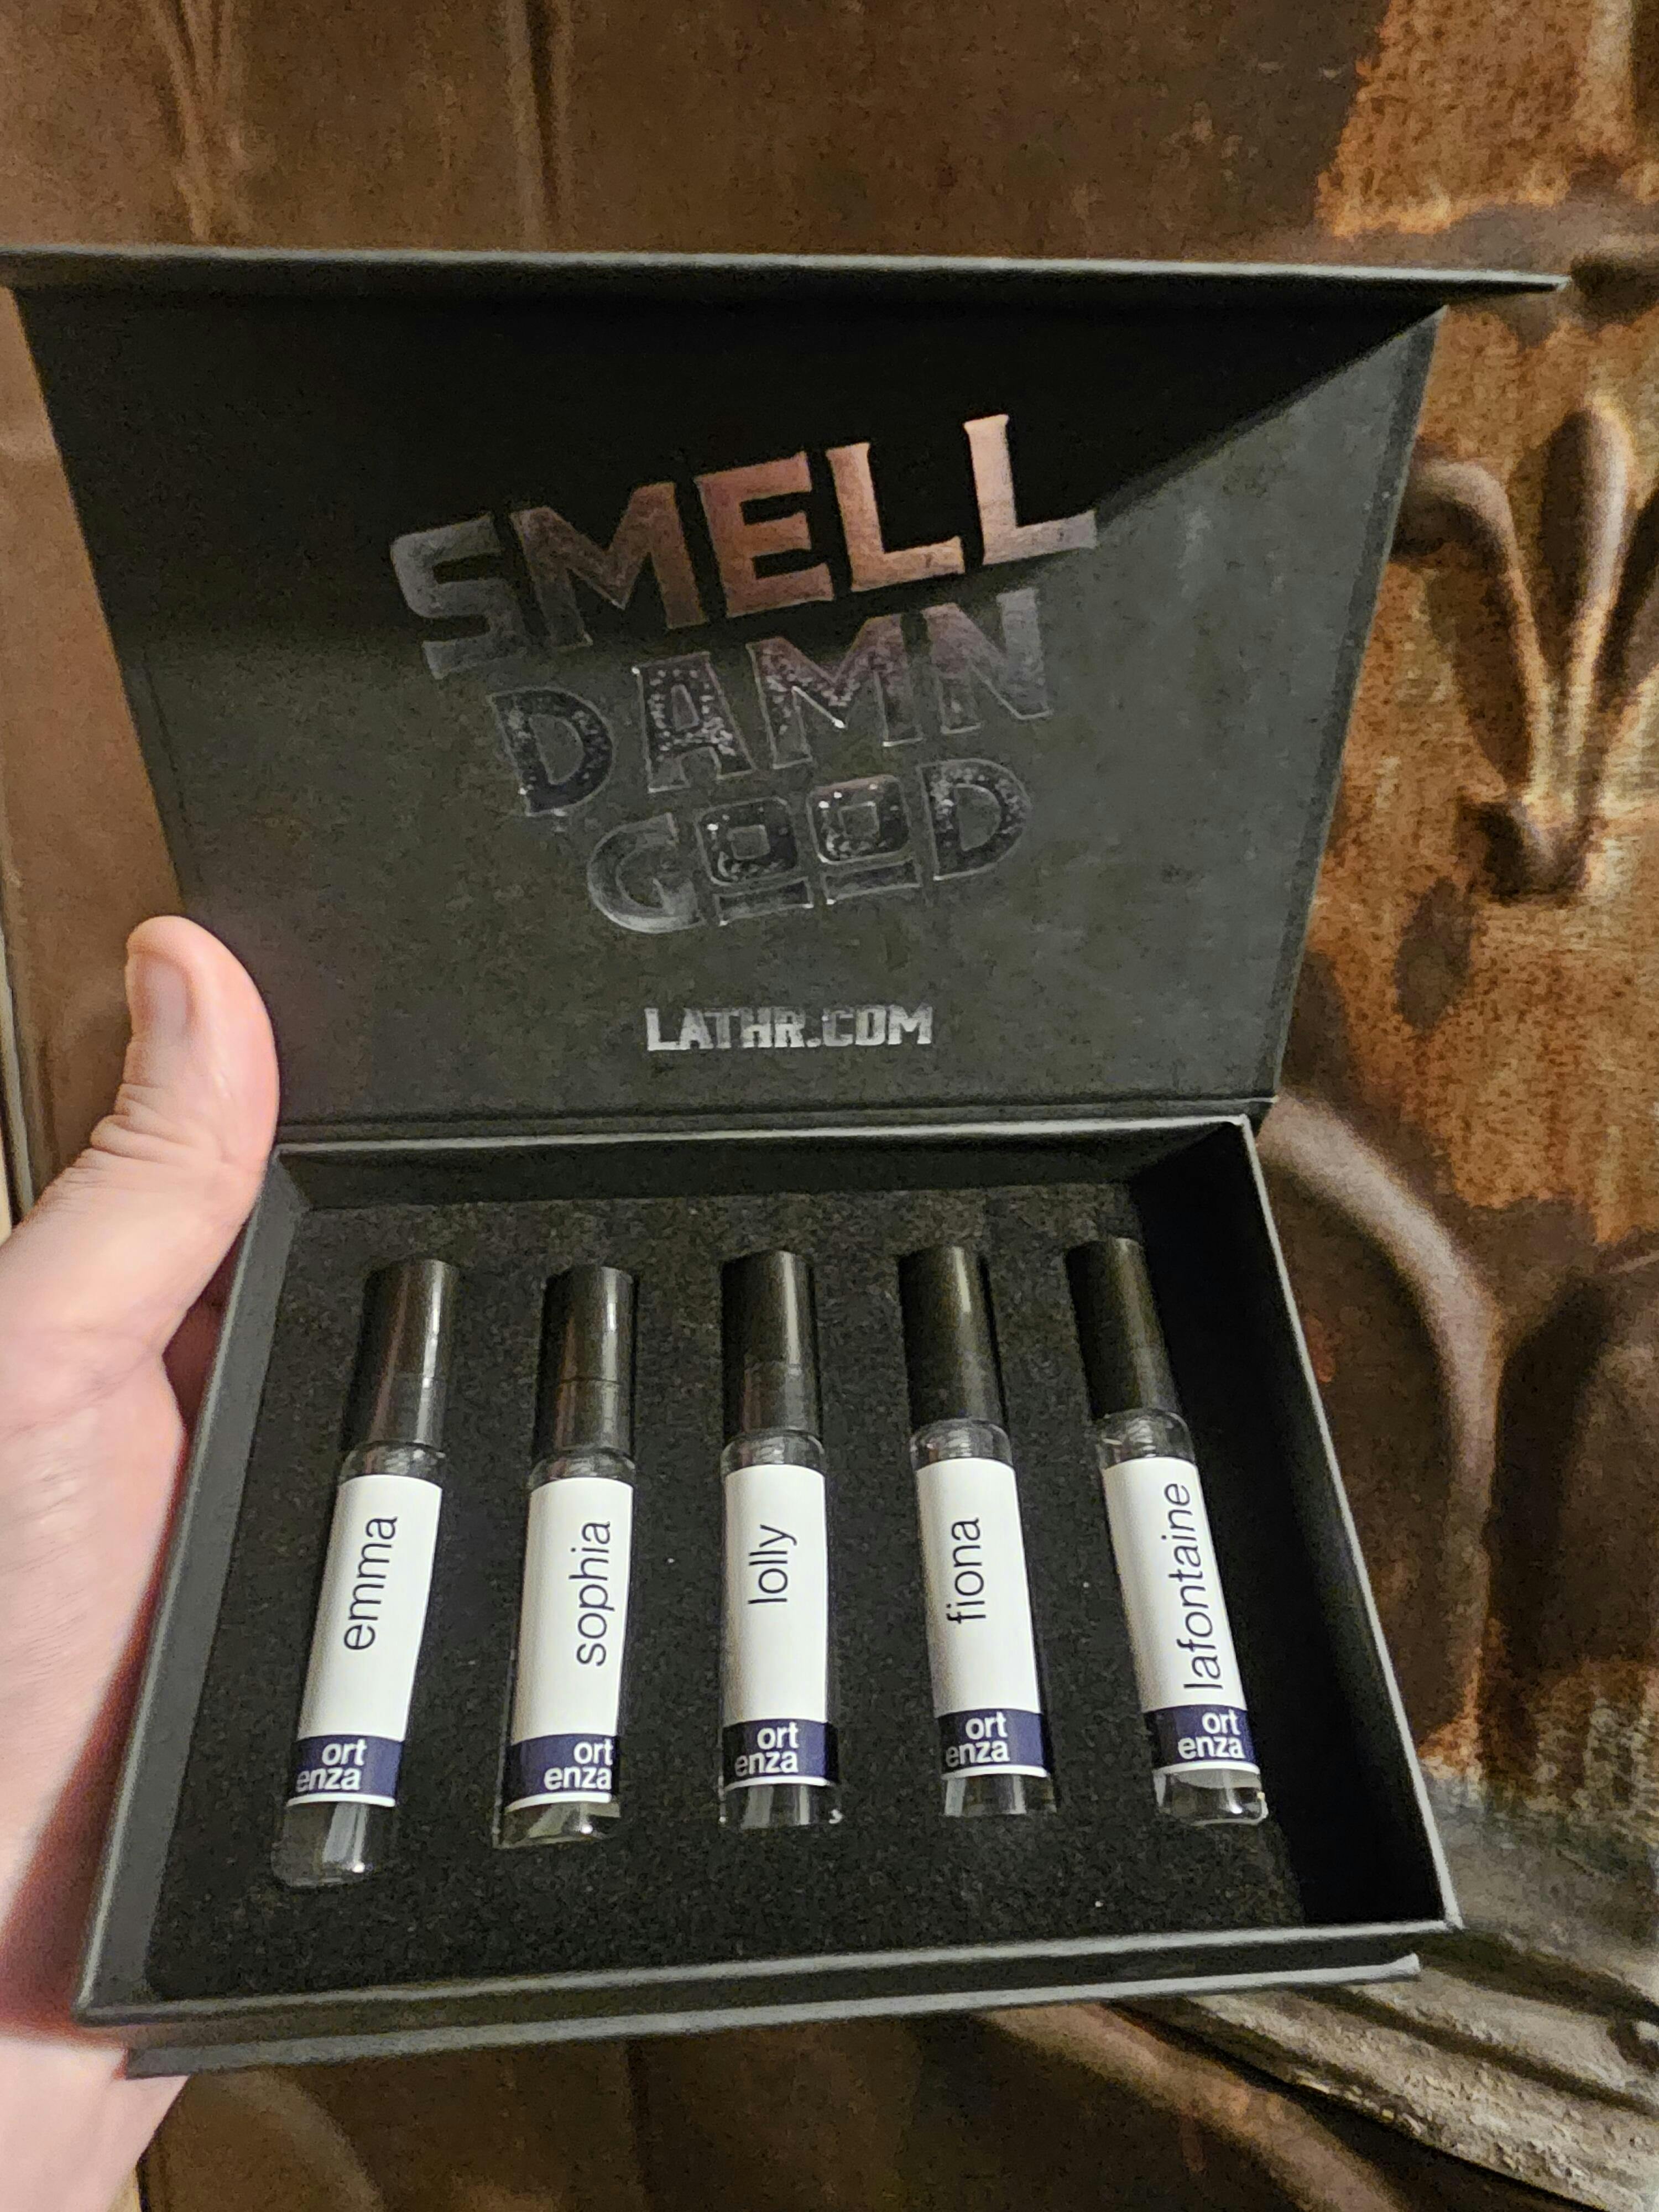 SMELL
DAMN
GOOD
LATHR.COM
emma
ort
enza
sophia
ort
enza
lolly
ort
enza
fiona
ort
enza
lafontaine
ort
enza